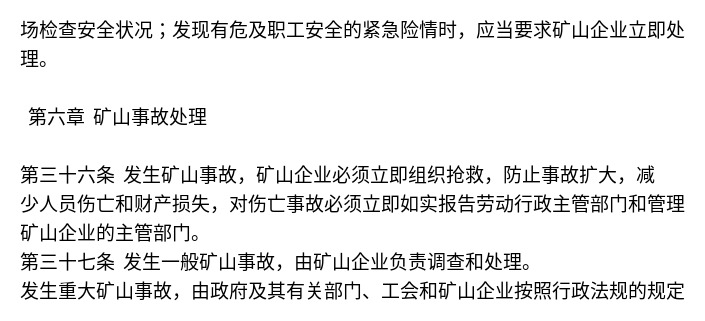 场检查安全状况；发现有危及职工安全的紧急险情时，应当要求矿山企业立即处
理。
第六章 矿山事故处理
第三十六条 发生矿山事故，矿山企业必须立即组织抢救，防止事故扩大，减
少人员伤亡和财产损失，对伤亡事故必须立即如实报告劳动行政主管部门和管理
矿山企业的主管部门。
第三十七条 发生一般矿山事故，由矿山企业负责调查和处理。
发生重大矿山事故，由政府及其有关部门、工会和矿山企业按照行政法规的规定